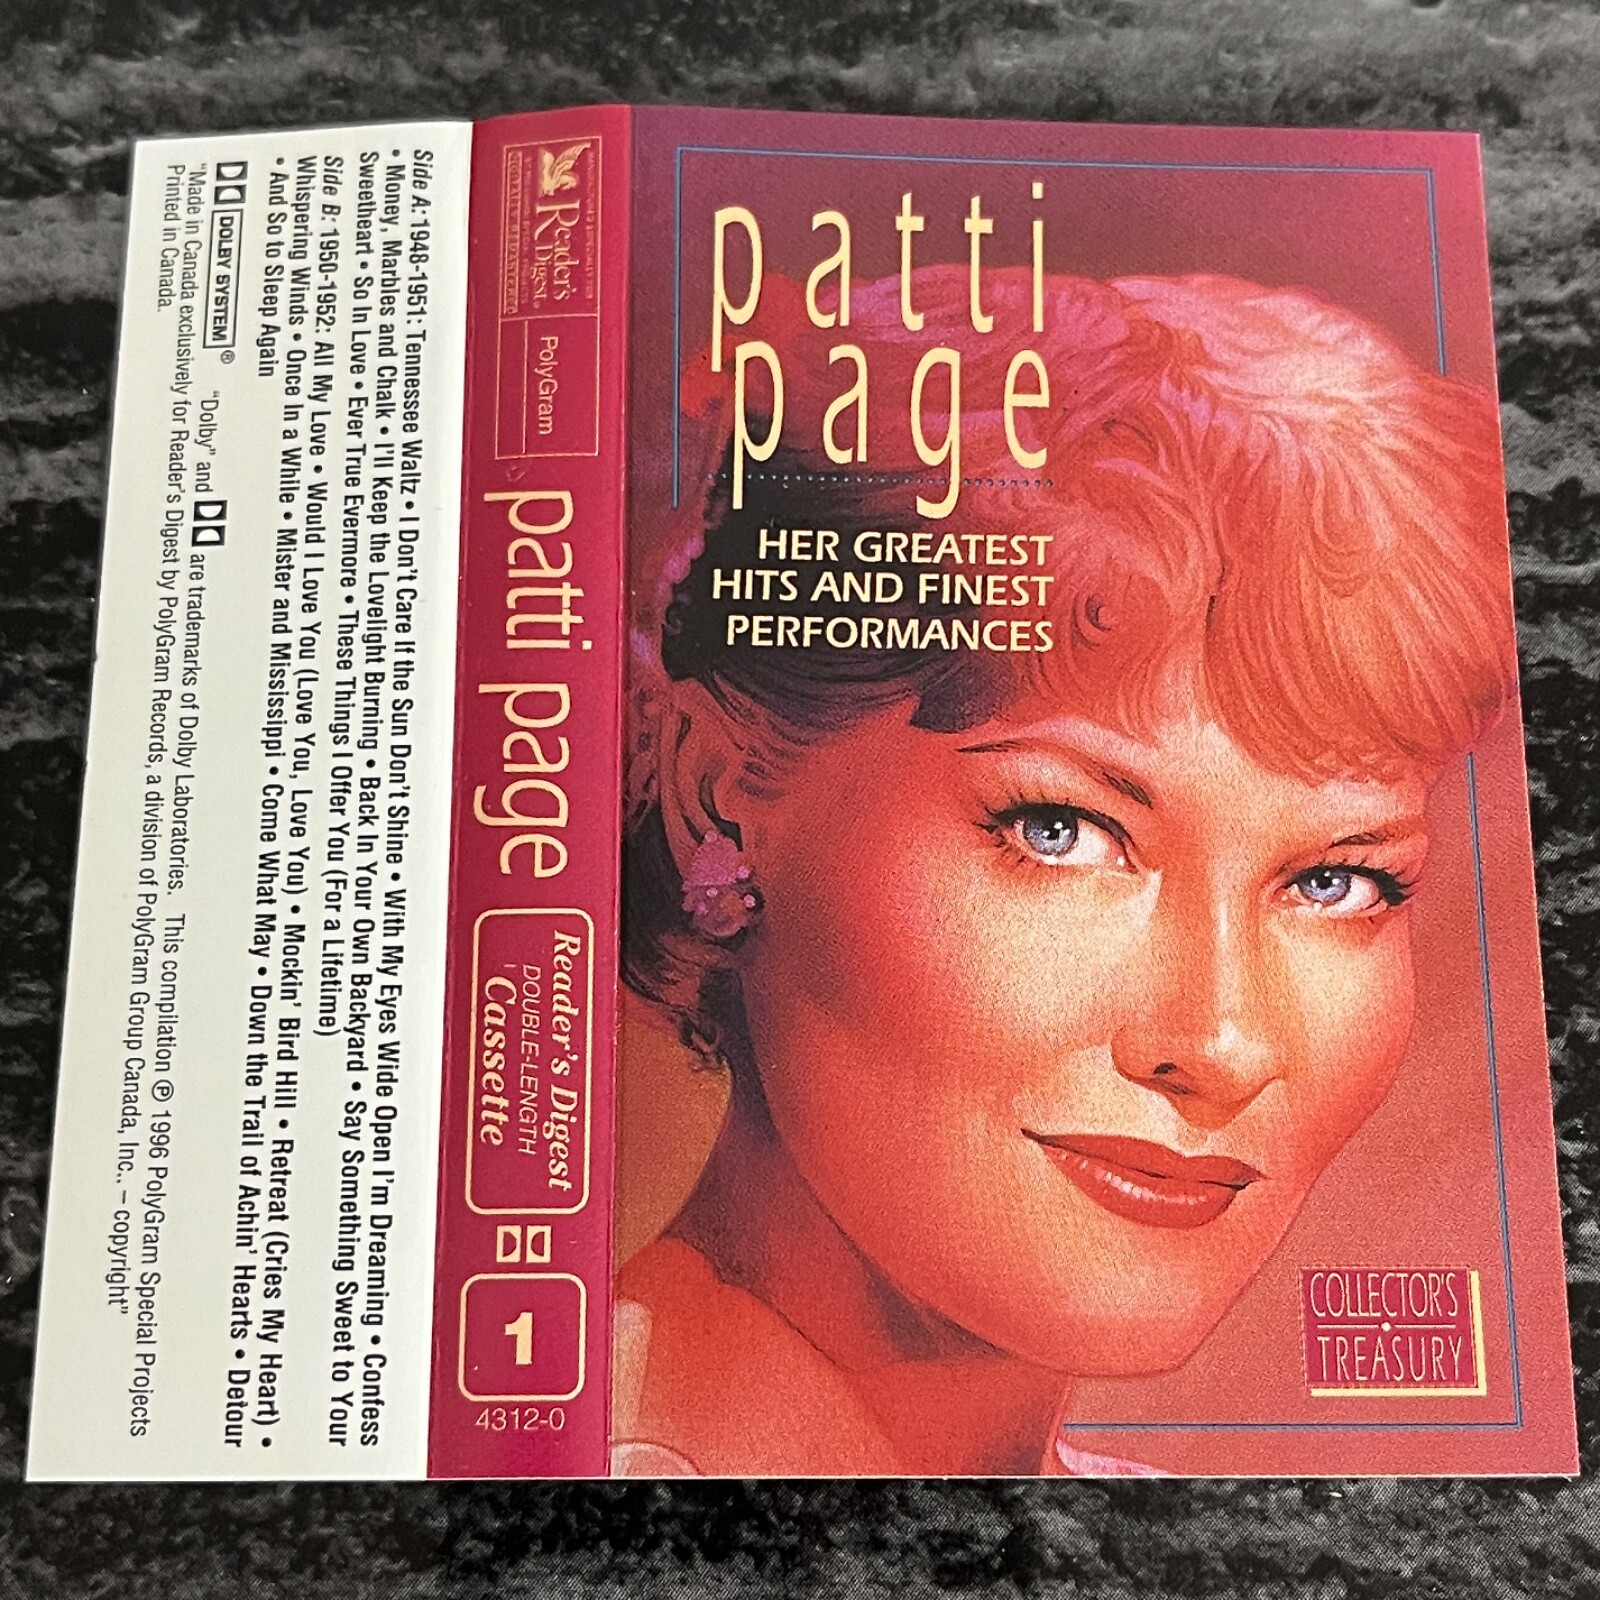 patti
page
HER GREATEST
HITS AND FINEST
PERFORMANCES
COLLECTOR'S
TREASURY
Reader's
Digest
PolyGram
patti page
Reader's Digest
DOUBLE-LENGTH
Cassette
1
4312-0
Side A: 1948-1951: Tennessee Waltz • I Don't Care If the Sun Don't Shine • With My Eyes Wide Open I'm Dreaming • Confess
• Money, Marbles and Chalk • I'll Keep the Lovelight Burning • Back In Your Own Backyard • Say Something Sweet to Your
Sweetheart • So In Love • Ever True Evermore • These Things I Offer You (For a Lifetime)
Side B: 1950-1952: All My Love • Would I Love You (Love You, Love You) • Mockin' Bird Hill • Retreat (Cries My Heart) •
Whispering Winds • Once In a While • Mister and Mississippi • Come What May • Down the Trail of Achin' Hearts • Detour
• And So to Sleep Again
DOLBY SYSTEM ® "Dolby" and are trademarks of Dolby Laboratories. This compilation ℗ 1996 PolyGram Special Projects
"Made in Canada exclusively for Reader's Digest by PolyGram Records, a division of PolyGram Group Canada, Inc.. – copyright"
Printed in Canada.